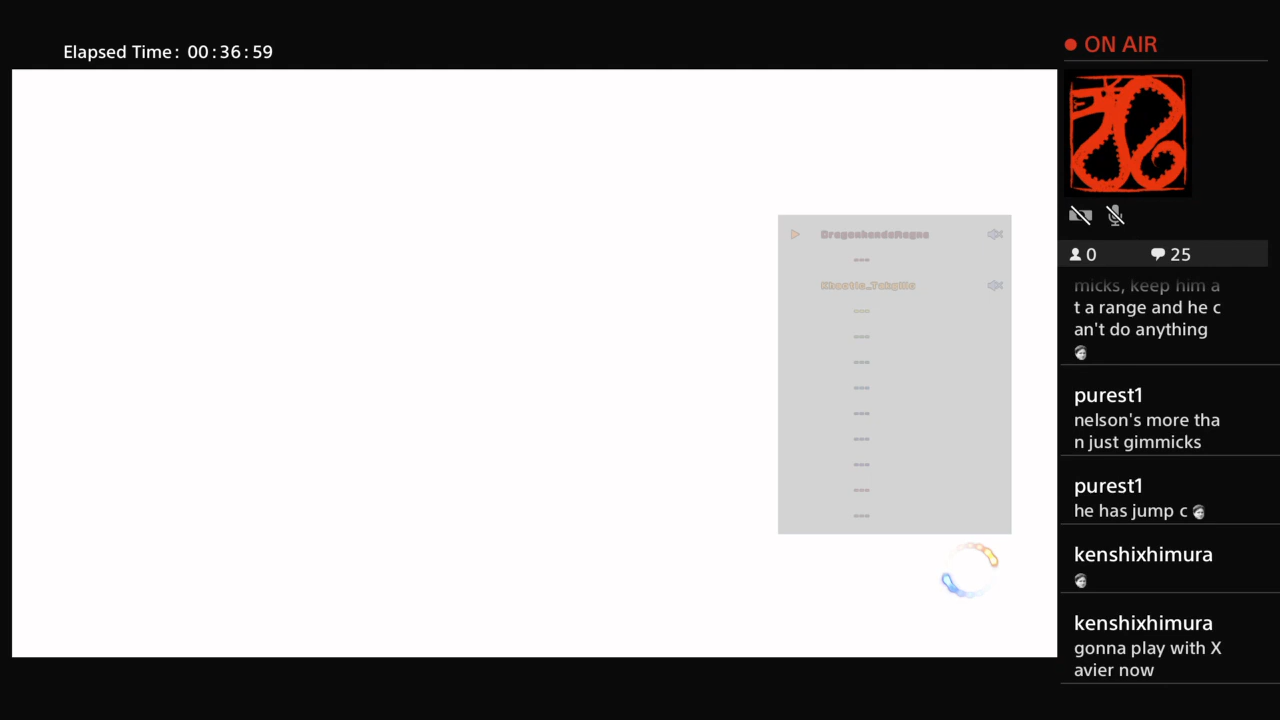 Elapsed Time: 00:36:59
ON AIR
0 25
micks, keep him a
t a range and he c
an't do anything
purest1
nelson's more tha
n just gimmicks
purest1
he has jump c
kenshixhimura
kenshixhimura
gonna play with X
avier now
---
---
---
---
---
---
---
---
---
---